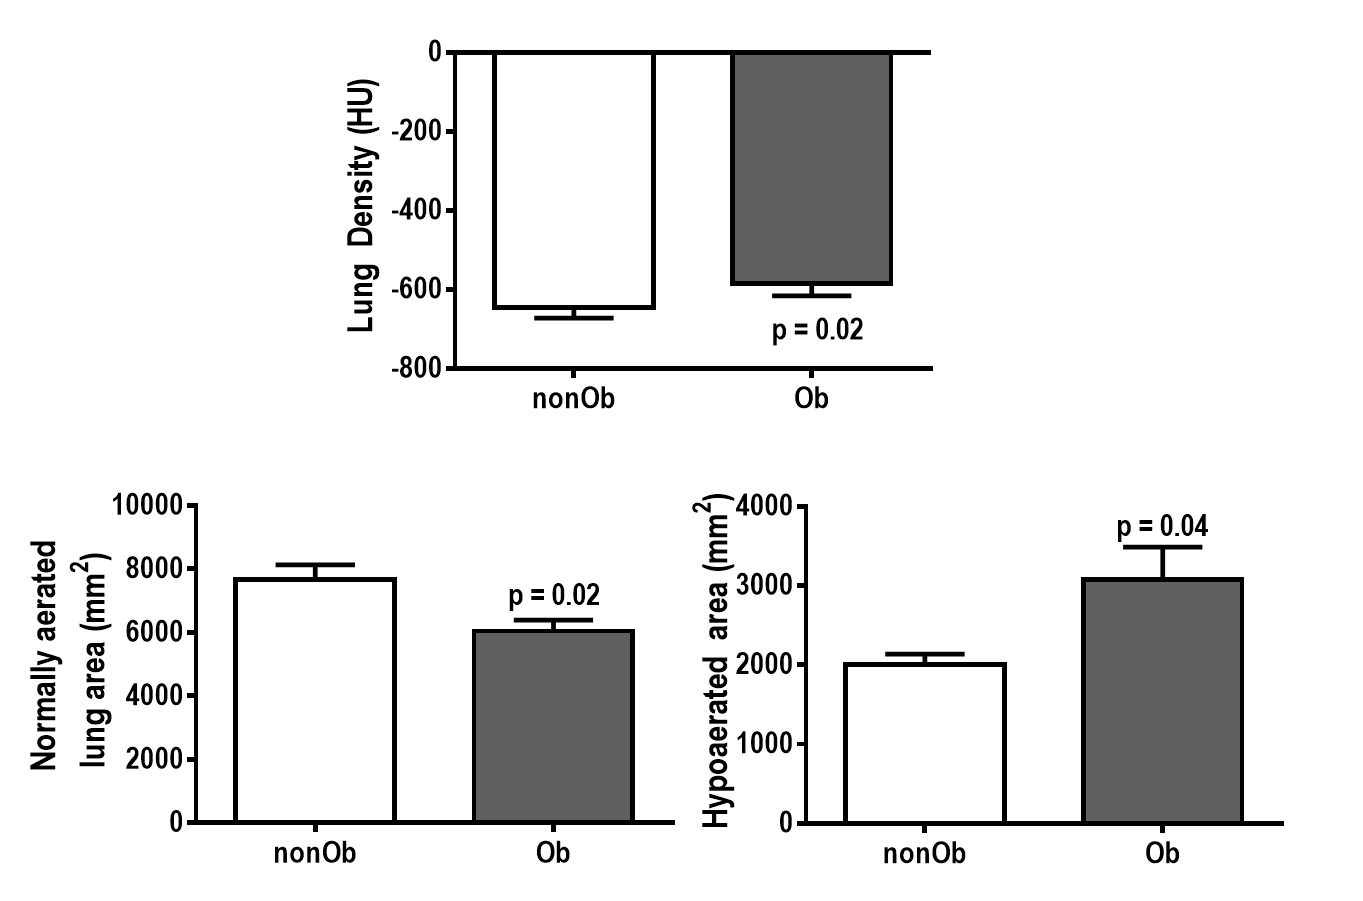 Lung Density (HU)
0
-200
-400
-600
-800
p = 0.02
nonOb
Ob
Normally aerated
lung area (mm²)
10000
8000
6000
4000
2000
0
p = 0.02
nonOb
Ob
Hypoaerated area (mm²)
4000
3000
2000
1000
0
p = 0.04
nonOb
Ob